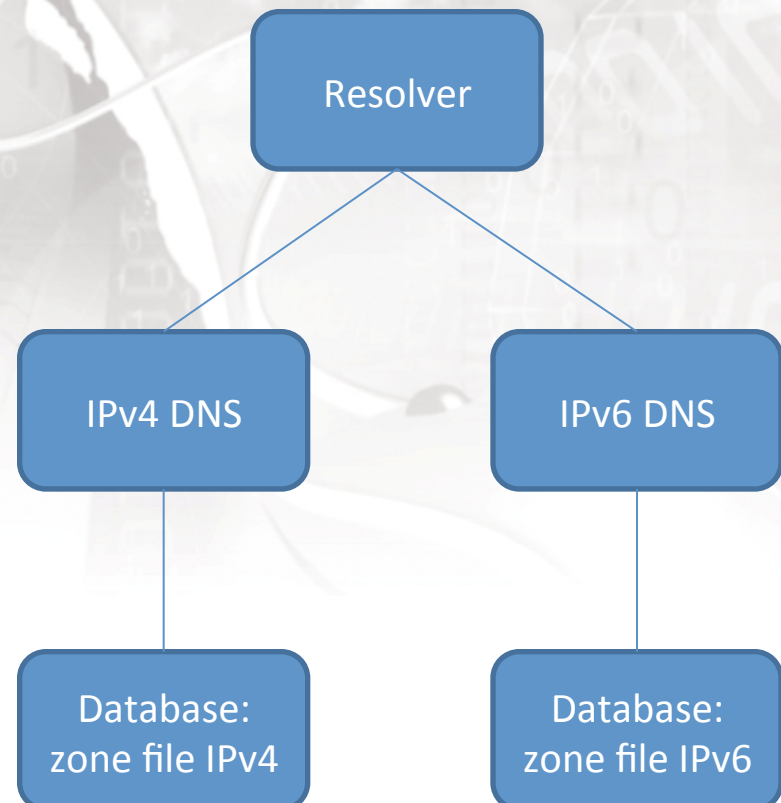 Resolver
IPv4 DNS
IPv6 DNS
Database:
zone file IPv4
Database:
zone file IPv6